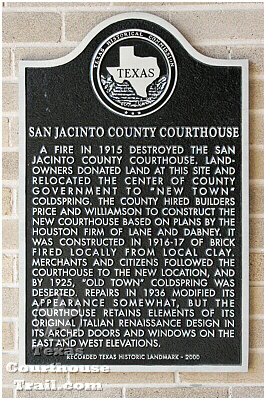 TEXAS HISTORICAL COMMISSION
TEXAS
SAN JACINTO COUNTY COURTHOUSE
A FIRE IN 1915 DESTROYED THE SAN
JACINTO COUNTY COURTHOUSE. LAND-
OWNERS DONATED LAND AT THIS SITE AND
RELOCATED THE CENTER OF COUNTY
GOVERNMENT TO "NEW TOWN"
COLDSPRING. THE COUNTY HIRED BUILDERS
PRICE AND WILLIAMSON TO CONSTRUCT THE
NEW COURTHOUSE BASED ON PLANS BY THE
HOUSTON FIRM OF LANE AND DABNEY. IT
WAS CONSTRUCTED IN 1916-17 OF BRICK
FIRED LOCALLY FROM LOCAL CLAY.
MERCHANTS AND CITIZENS FOLLOWED THE
COURTHOUSE TO THE NEW LOCATION, AND
BY 1925, "OLD TOWN" COLDSPRING WAS
DESERTED. REPAIRS IN 1936 MODIFIED ITS
APPEARANCE SOMEWHAT, BUT THE
COURTHOUSE RETAINS ELEMENTS OF ITS
ORIGINAL ITALIAN RENAISSANCE DESIGN IN
ITS ARCHED DOORS AND WINDOWS ON THE
EAST AND WEST ELEVATIONS.
RECORDED TEXAS HISTORIC LANDMARK - 2000
Texas
Courthouse
Trail.com